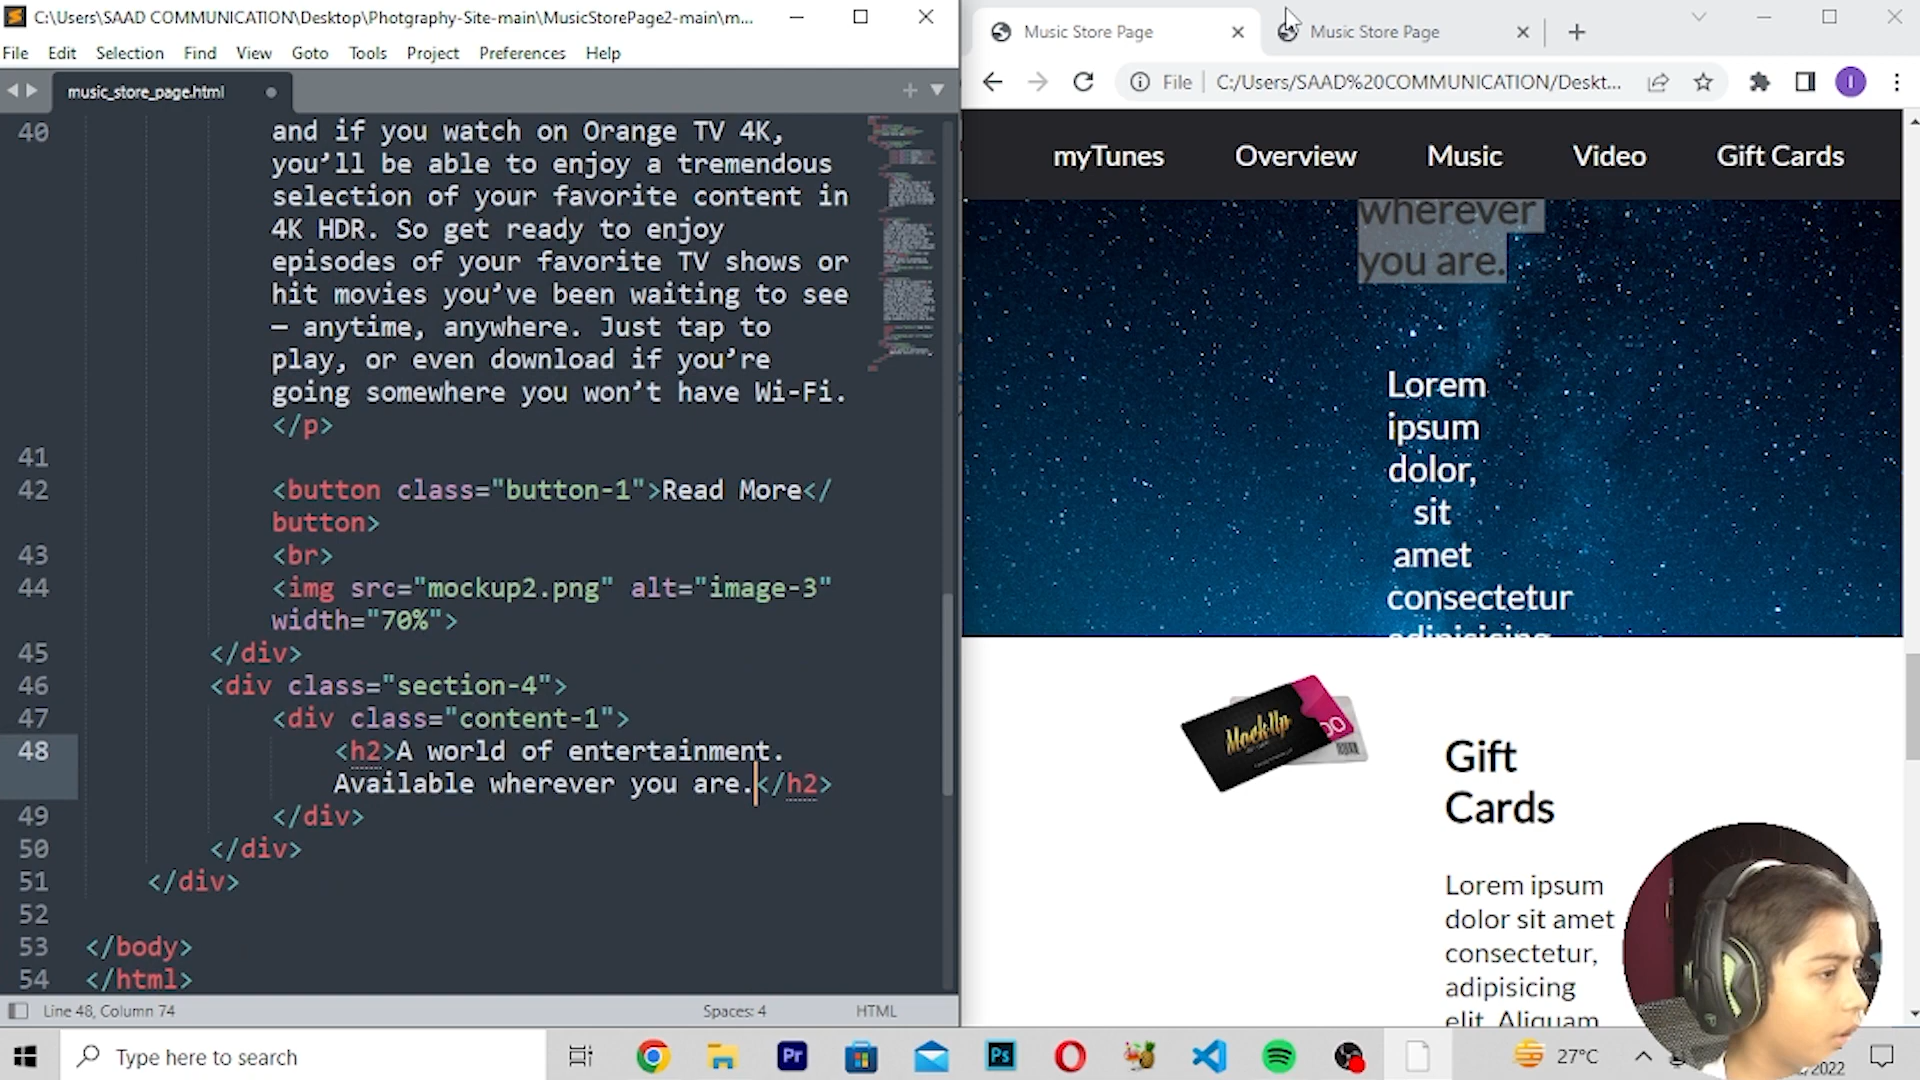 C:\Users\SAAD COMMUNICATION\Desktop\Photgraphy-Site-main\MusicStorePage2-main\m...
File Edit Selection Find View Goto Tools Project Preferences Help
music_store_page.html
40 and if you watch on Orange TV 4K,
you’ll be able to enjoy a tremendous
selection of your favorite content in
4K HDR. So get ready to enjoy
episodes of your favorite TV shows or
hit movies you’ve been waiting to see
— anytime, anywhere. Just tap to
play, or even download if you’re
going somewhere you won’t have Wi-Fi.
</p>
41
42 <button class="button-1">Read More</
button>
43 <br>
44 <img src="mockup2.png" alt="image-3"
width="70%">
45 </div>
46 <div class="section-4">
47 <div class="content-1">
48 <h2>A world of entertainment.
Available wherever you are.</h2>
49 </div>
50 </div>
51 </div>
52
53 </body>
54 </html>
Line 48, Column 74 Spaces: 4 HTML
Music Store Page Music Store Page
File C:/Users/SAAD%20COMMUNICATION/Deskt...
I
myTunes Overview Music Video Gift Cards
wherever
you are.
Lorem
ipsum
dolor,
sit
amet
consectetur
adipisicing
Mock-Up
Gift
Cards
Lorem ipsum
dolor sit amet
consectetur,
adipisicing
elit. Aliquam
Type here to search
Pr
Ps
27°C
/2022